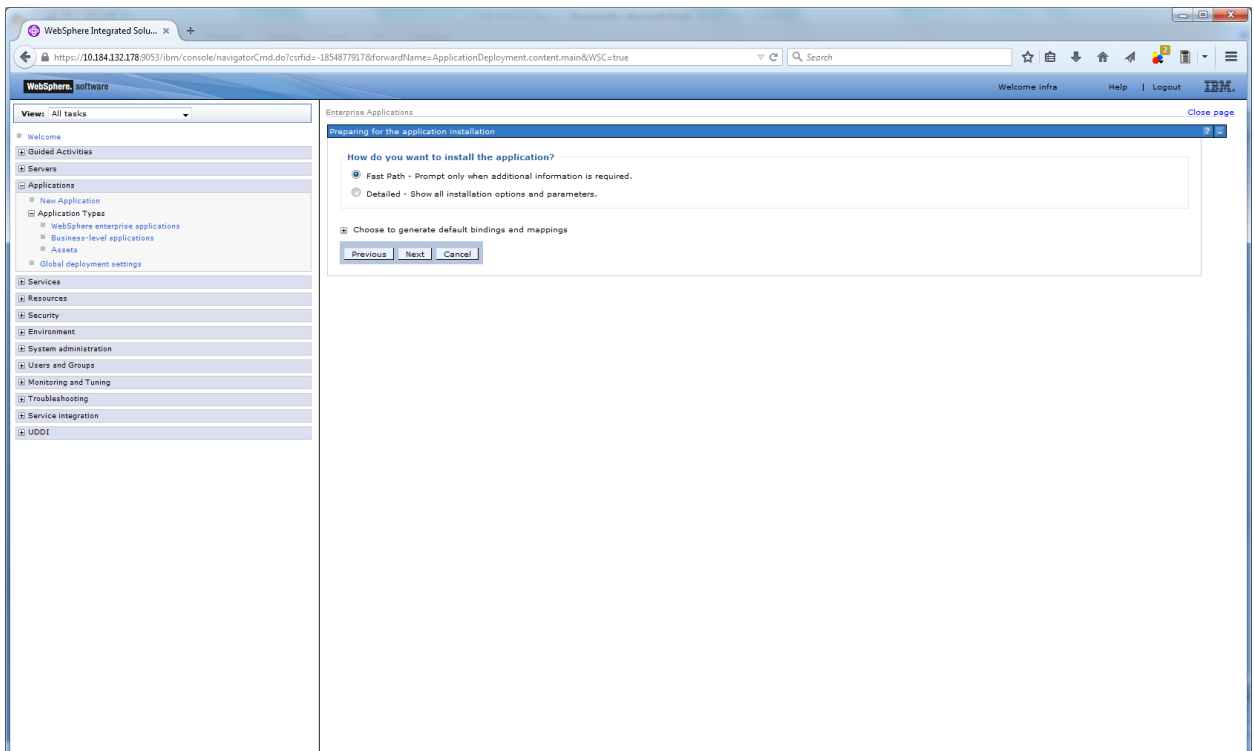 WebSphere Integrated Solu... × +
https://10.184.132.178:9053/ibm/console/navigatorCmd.do?csrfid=-1854877917&forwardName=ApplicationDeployment.content.main&WSC=true
Search
2
WebSphere. software
Welcome infra
Help | Logout
IBM.
View: All tasks
Welcome
Guided Activities
Servers
Applications
New Application
Application Types
WebSphere enterprise applications
Business-level applications
Assets
Global deployment settings
Services
Resources
Security
Environment
System administration
Users and Groups
Monitoring and Tuning
Troubleshooting
Service integration
UDDI
Enterprise Applications
Close page
Preparing for the application installation
? –
How do you want to install the application?
Fast Path - Prompt only when additional information is required.
Detailed - Show all installation options and parameters.
Choose to generate default bindings and mappings
Previous Next Cancel